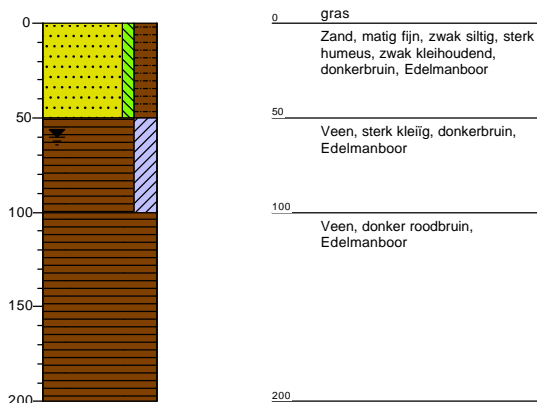 0
50
100
150
200
0
gras
Zand, matig fijn, zwak siltig, sterk
humeus, zwak kleihoudend,
donkerbruin, Edelmanboor
50
Veen, sterk kleiïg, donkerbruin,
Edelmanboor
100
Veen, donker roodbruin,
Edelmanboor
200